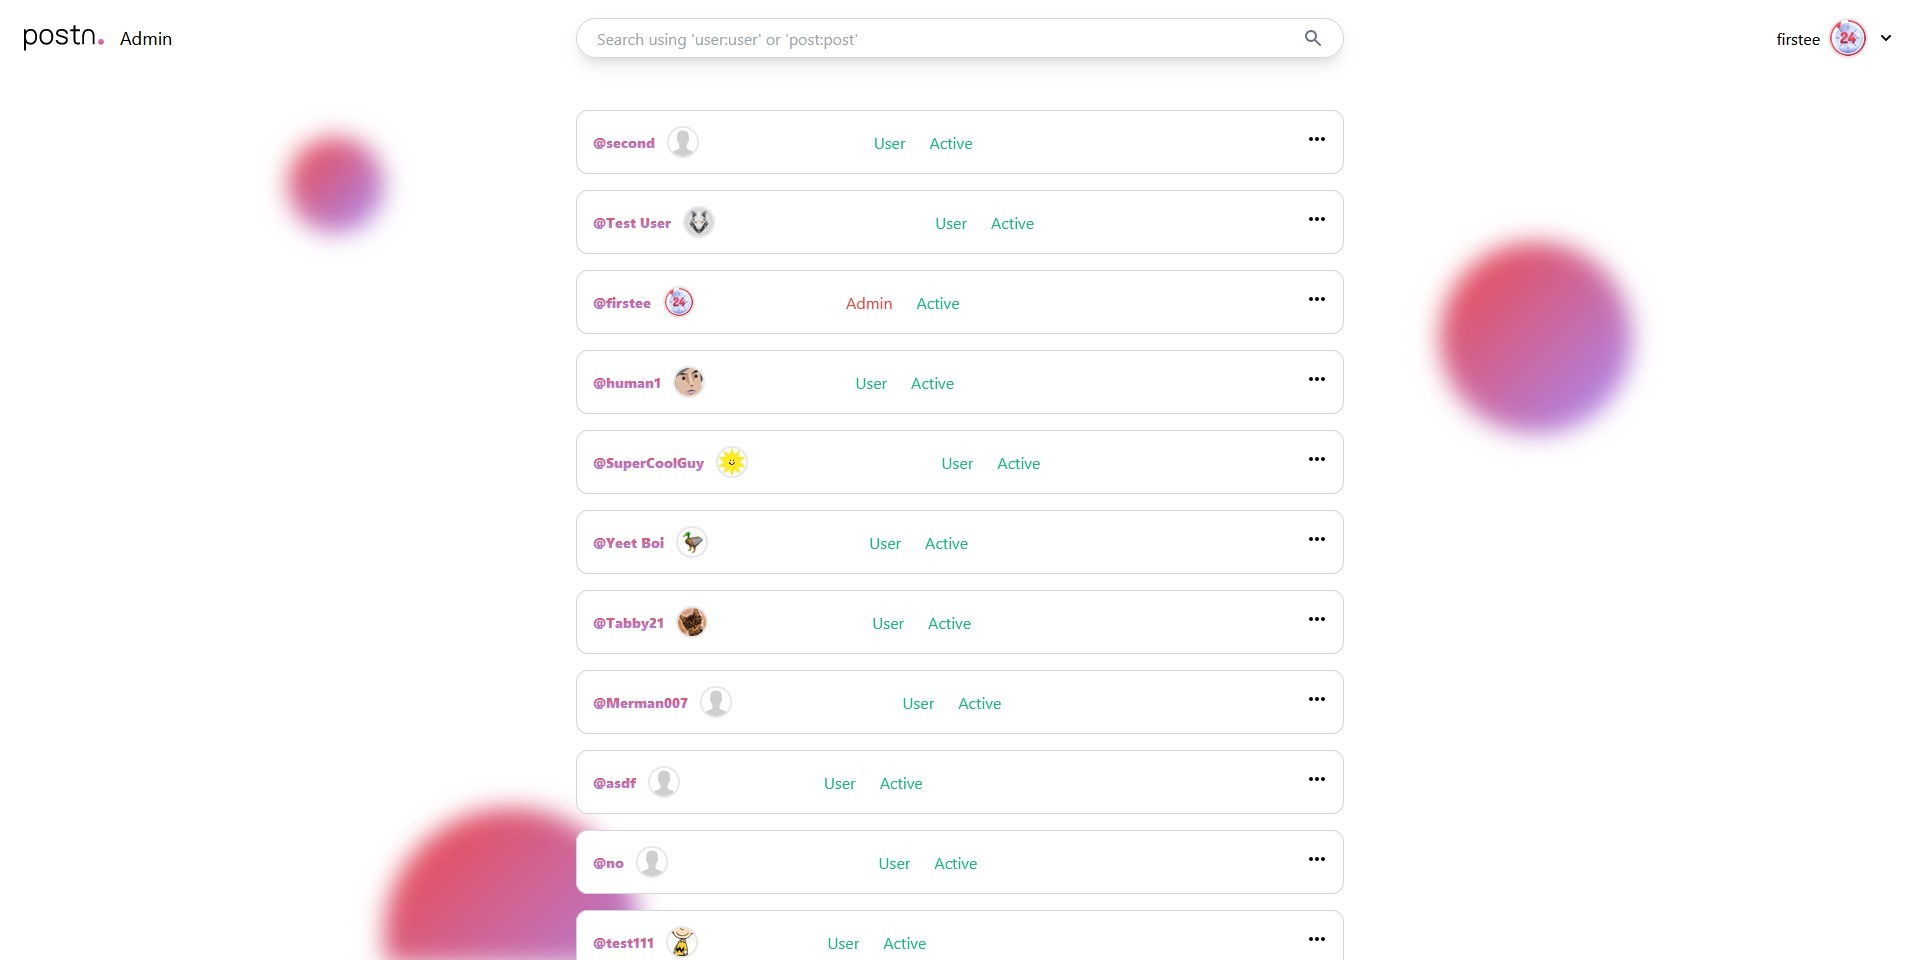 postn. Admin Search using 'user:user' or 'post:post' firstee 24
@second User Active
@Test User User Active
@firstee 24 Admin Active
@human1 User Active
@SuperCoolGuy User Active
@Yeet Boi User Active
@Tabby21 User Active
@Merman007 User Active
@asdf User Active
@no User Active
@test111 User Active